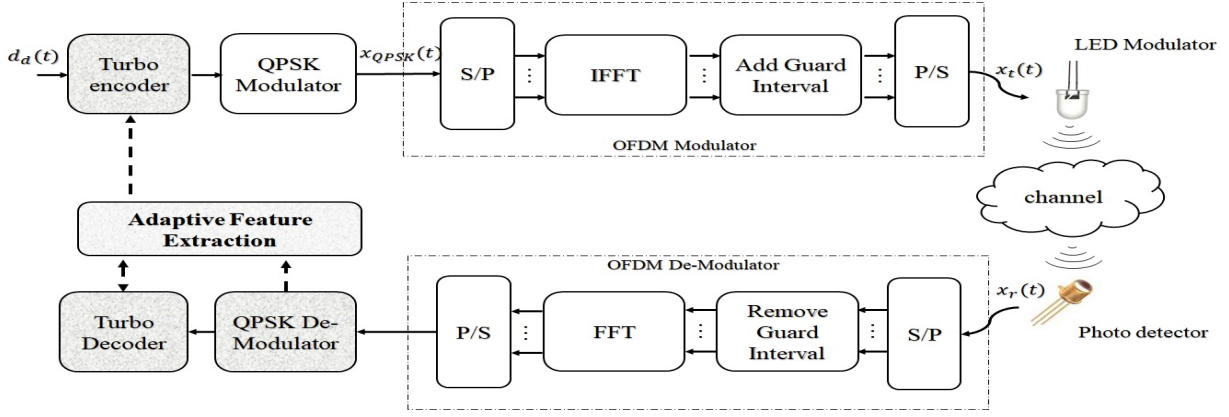 d_d(t)
Turbo
encoder
QPSK
Modulator
x_QPSK(t)
S/P
⋮
IFFT
⋮
Add Guard
Interval
⋮
P/S
OFDM Modulator
x_t(t)
LED Modulator
channel
Adaptive Feature
Extraction
OFDM De-Modulator
Turbo
Decoder
QPSK De-
Modulator
P/S
⋮
FFT
⋮
Remove
Guard
Interval
⋮
S/P
x_r(t)
Photo detector